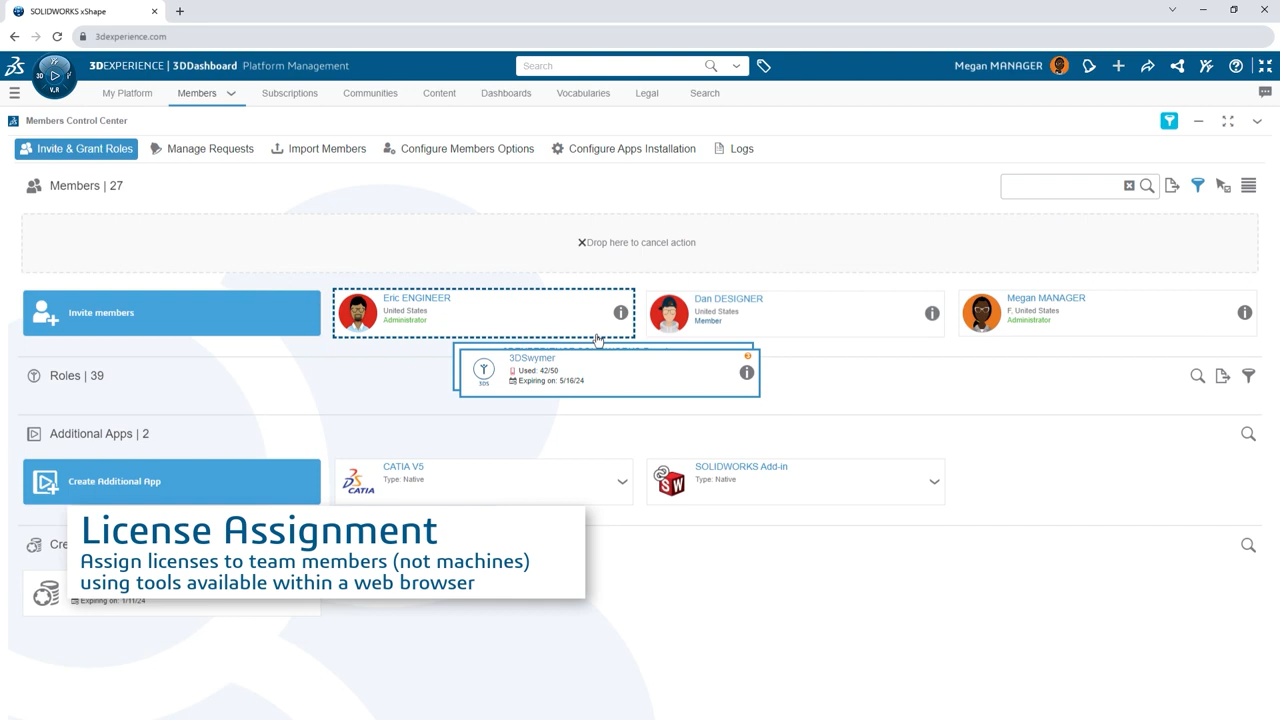 SOLIDWORKS xShape
3dexperience.com
3DEXPERIENCE | 3DDashboard Platform Management
Search
Megan MANAGER
3D
V.R
My Platform
Members
Subscriptions
Communities
Content
Dashboards
Vocabularies
Legal
Search
Members Control Center
Invite & Grant Roles
Manage Requests
Import Members
Configure Members Options
Configure Apps Installation
Logs
Members | 27
Drop here to cancel action
Invite members
Eric ENGINEER
United States
Administrator
Dan DESIGNER
United States
Member
Megan MANAGER
F, United States
Administrator
3DSwymer
Used: 42/50
Expiring on: 5/16/24
3DS
3
Roles | 39
Additional Apps | 2
Create Additional App
CATIA V5
Type: Native
CATIA
SOLIDWORKS Add-in
Type: Native
SW
License Assignment
Assign licenses to team members (not machines)
using tools available within a web browser
Expiring on: 1/11/24